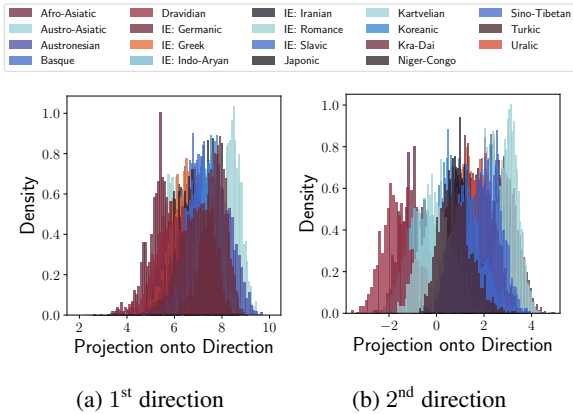 Afro-Asiatic Dravidian IE: Iranian Kartvelian Sino-Tibetan
Austro-Asiatic IE: Germanic IE: Romance Koreanic Turkic
Austronesian IE: Greek IE: Slavic Kra-Dai Uralic
Basque IE: Indo-Aryan Japonic Niger-Congo
1.0
0.8
0.6
0.4
0.2
0.0
Density
2 4 6 8 10
Projection onto Direction
(a) 1st direction
1.0
0.8
0.6
0.4
0.2
0.0
Density
−2 0 2 4
Projection onto Direction
(b) 2nd direction